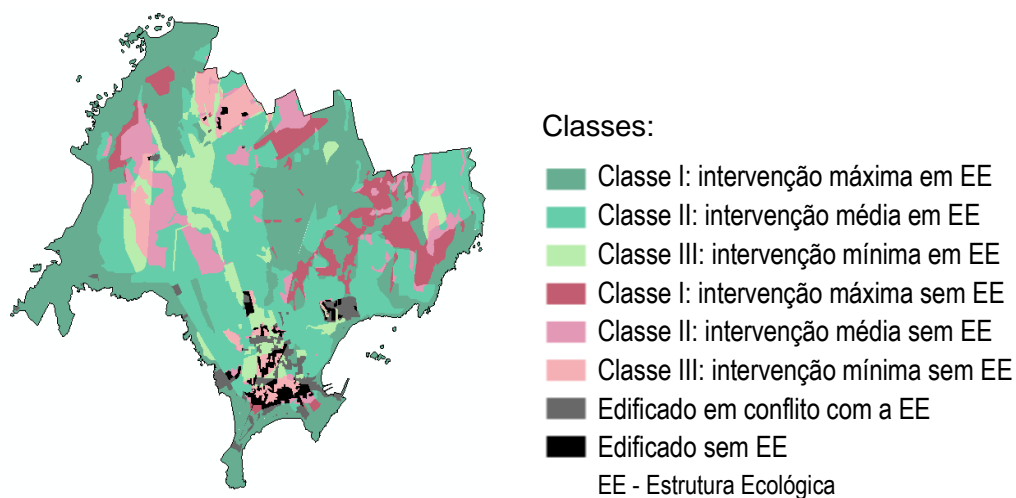 Classes:
Classe I: intervenção máxima em EE
Classe II: intervenção média em EE
Classe III: intervenção mínima em EE
Classe I: intervenção máxima sem EE
Classe II: intervenção média sem EE
Classe III: intervenção mínima sem EE
Edificado em conflito com a EE
Edificado sem EE
EE - Estrutura Ecológica